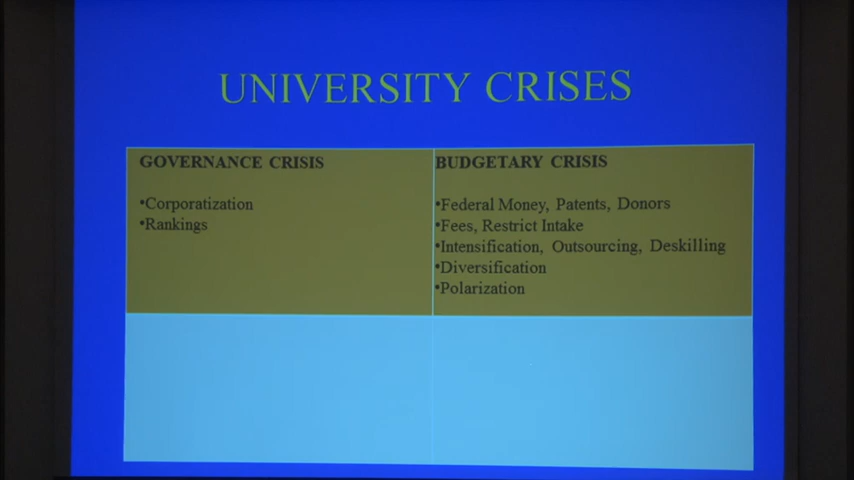 UNIVERSITY CRISES
GOVERNANCE CRISIS
•Corporatization
•Rankings
BUDGETARY CRISIS
•Federal Money, Patents, Donors
•Fees, Restrict Intake
•Intensification, Outsourcing, Deskilling
•Diversification
•Polarization